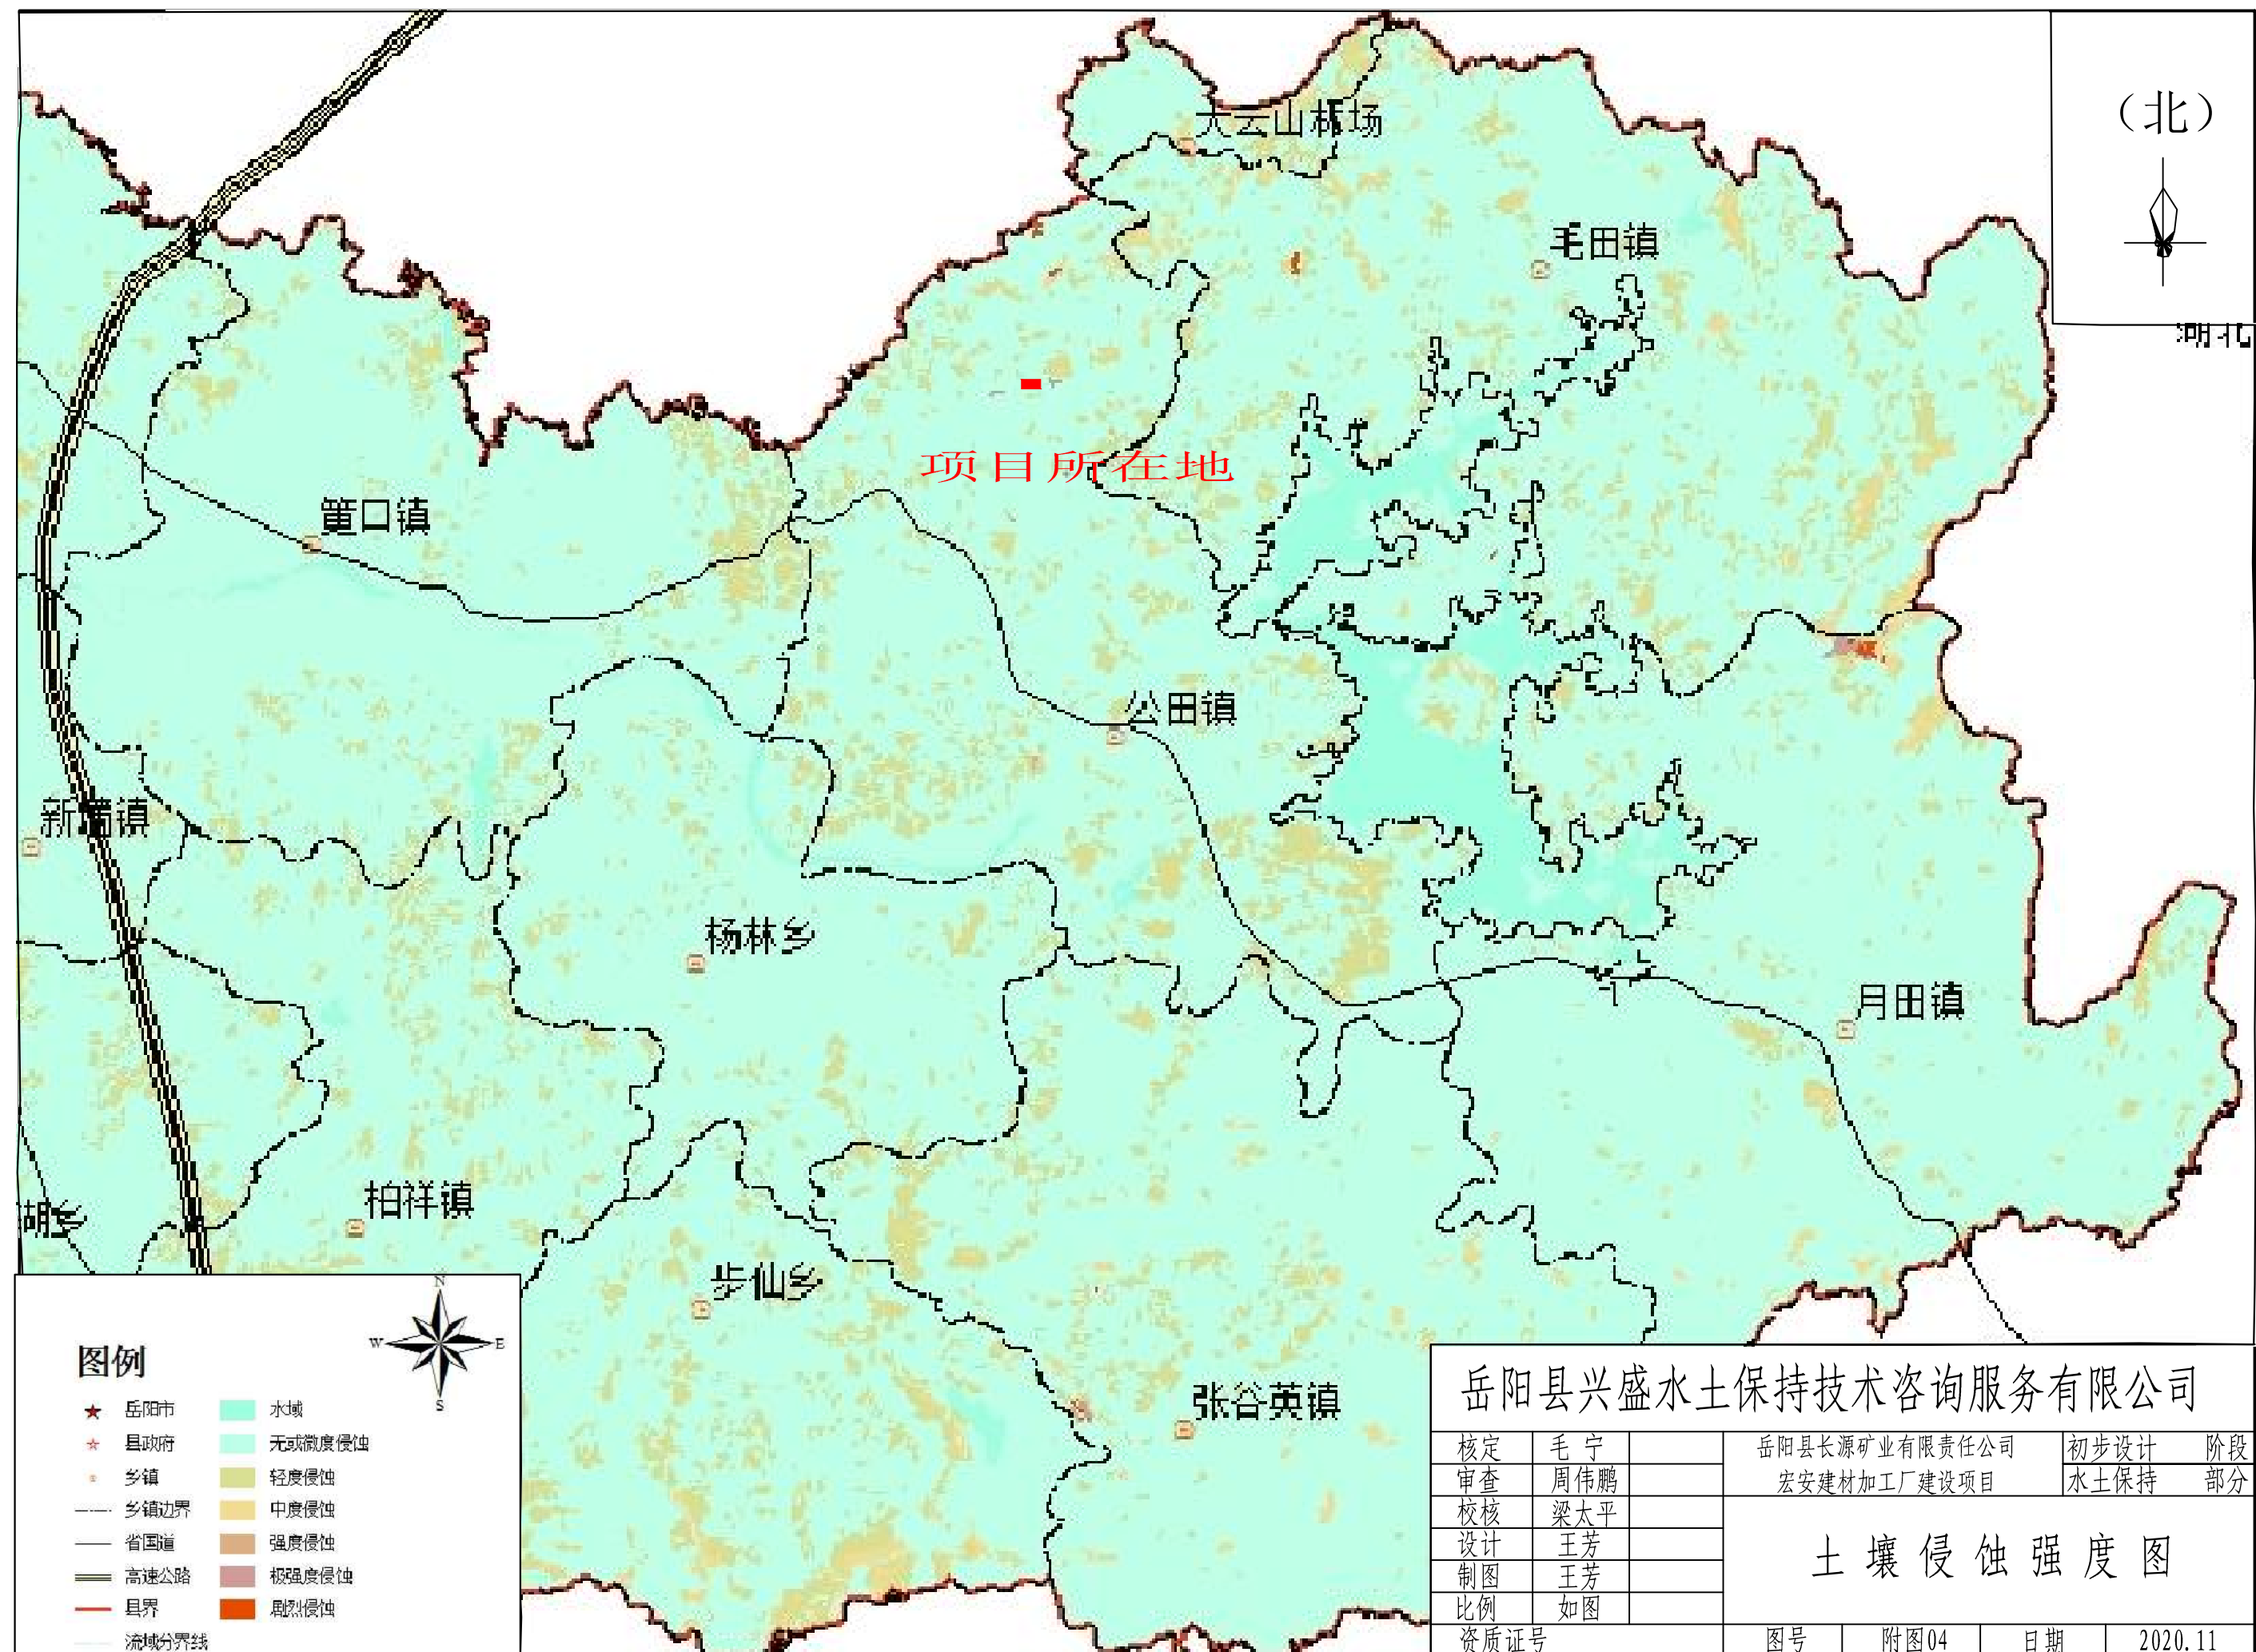 (北)
湖北
大云山林场
毛田镇
项目所在地
筻口镇
公田镇
新墙镇
杨林乡
月田镇
柏祥镇
湖乡
步仙乡
张谷英镇
图例
N
W
E
S
岳阳市
水域
县政府
无或微度侵蚀
乡镇
轻度侵蚀
乡镇边界
中度侵蚀
省国道
强度侵蚀
高速公路
极强度侵蚀
县界
剧烈侵蚀
流域分界线
岳阳县兴盛水土保持技术咨询服务有限公司
核定 毛宁 岳阳县长源矿业有限责任公司 初步设计 阶段
审查 周伟鹏 宏安建材加工厂建设项目 水土保持 部分
校核 梁太平
设计 王芳
土壤侵蚀强度图
制图 王芳
比例 如图
资质证号 图号 附图04 日期 2020.11